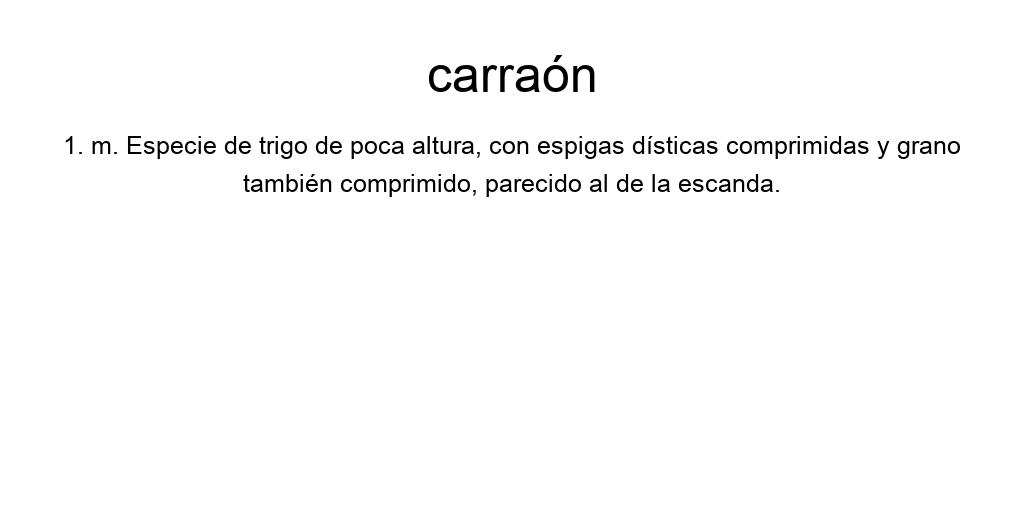 carraón
1. m. Especie de trigo de poca altura, con espigas dísticas comprimidas y grano
también comprimido, parecido al de la escanda.